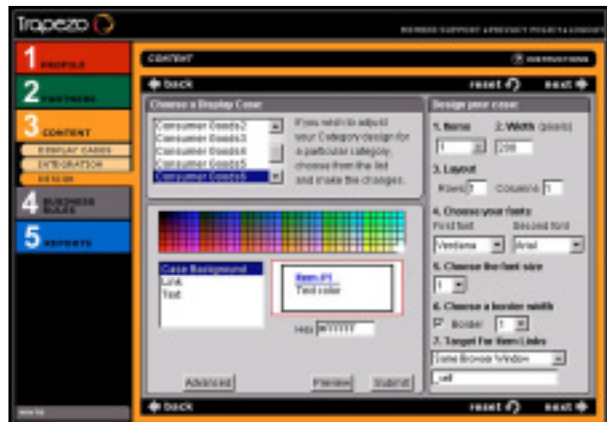 Trapezo
MEMBER SUPPORT PRIVACY POLICY LOGOUT
1 PROFILE
2 PARTNERS
3 CONTENT
DISPLAY CASES
INTEGRATION
DESIGN
4 BUSINESS
RULES
5 REPORTS
CONTENT
INSTRUCTIONS
back
reset
next
Choose a Display Case:
Consumer Goods2
Consumer Goods3
Consumer Goods4
Consumer Goods5
Consumer Goods6
If you wish to adjust
your Category design for
a particular category,
choose from the list
and make the changes.
Case Background
Link
Text
Item #1
Text color
Hex #FFFFFF
Advanced
Preview
Submit
Design your case:
1. Items 2. Width (pixels)
1 200
3. Layout
Rows 1 Columns 1
4. Choose your fonts
First font Second font
Verdana Arial
5. Choose the font size
1
6. Choose a border width
Border 1
7. Target For Item Links
Same Browser Window
_self
back
reset
next